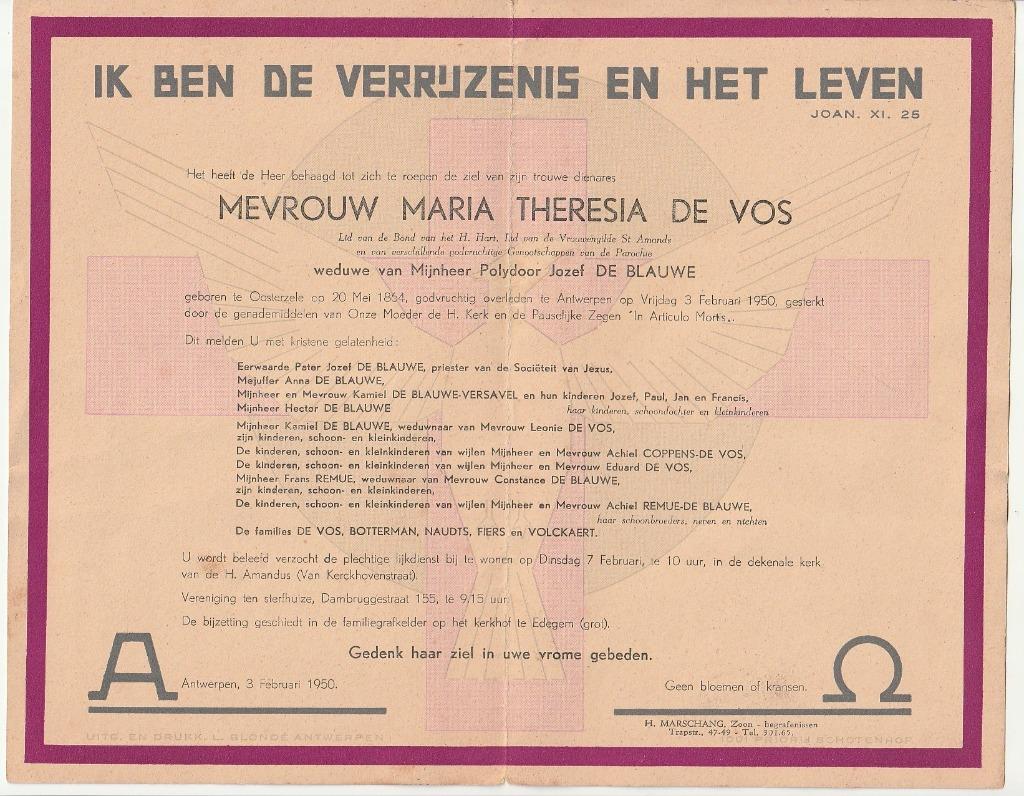 IK BEN DE VERRIJZENIS EN HET LEVEN
JOAN. XI. 25
Het heeft de Heer behaagd tot zich te roepen de ziel van zijn trouwe dienares
MEVROUW MARIA THERESIA DE VOS
Lid van de Bond van het H. Hart, Lid van de Vrouwengilde St Amands
en van verschillende godvruchtige Genootschappen van de Parochie
weduwe van Mijnheer Polydoor Jozef DE BLAUWE
geboren te Oosterzele op 20 Mei 1864, godvruchtig overleden te Antwerpen op Vrijdag 3 Februari 1950, gesterkt
door de genademiddelen van Onze Moeder de H. Kerk en de Pauselijke Zegen "In Articulo Mortis„.
Dit melden U met kristene gelatenheid :
Eerwaarde Pater Jozef DE BLAUWE, priester van de Sociëteit van Jezus,
Mejuffer Anna DE BLAUWE,
Mijnheer en Mevrouw Kamiel DE BLAUWE-VERSAVEL en hun kinderen Jozef, Paul, Jan en Francis,
Mijnheer Hector DE BLAUWE haar kinderen, schoondochter en kleinkinderen
Mijnheer Kamiel DE BLAUWE, weduwnaar van Mevrouw Leonie DE VOS,
zijn kinderen, schoon- en kleinkinderen,
De kinderen, schoon- en kleinkinderen van wijlen Mijnheer en Mevrouw Achiel COPPENS-DE VOS,
De kinderen, schoon- en kleinkinderen van wijlen Mijnheer en Mevrouw Eduard DE VOS,
Mijnheer Frans REMUE, weduwnaar van Mevrouw Constance DE BLAUWE,
zijn kinderen, schoon- en kleinkinderen,
De kinderen, schoon- en kleinkinderen van wijlen Mijnheer en Mevrouw Achiel REMUE-DE BLAUWE,
haar schoonbroeders, neven en nichten
De families DE VOS, BOTTERMAN, NAUDTS, FIERS en VOLCKAERT.
U wordt beleefd verzocht de plechtige lijkdienst bij te wonen op Dinsdag 7 Februari, te 10 uur, in de dekenale kerk
van de H. Amandus (Van Kerckhovenstraat).
Vereniging ten sterfhuize, Dambruggestraat 155, te 9.15 uur.
De bijzetting geschiedt in de familiegrafkelder op het kerkhof te Edegem (grot).
Gedenk haar ziel in uwe vrome gebeden.
A Ω
Antwerpen, 3 Februari 1950. Geen bloemen of kransen.
H. MARSCHANG, Zoon - begrafenissen
Trapstr., 47-49 - Tel. 301.65.
UITG. EN DRUKK. L. BLONDÉ ANTWERPEN PRIORIJ SCHOTENHOF